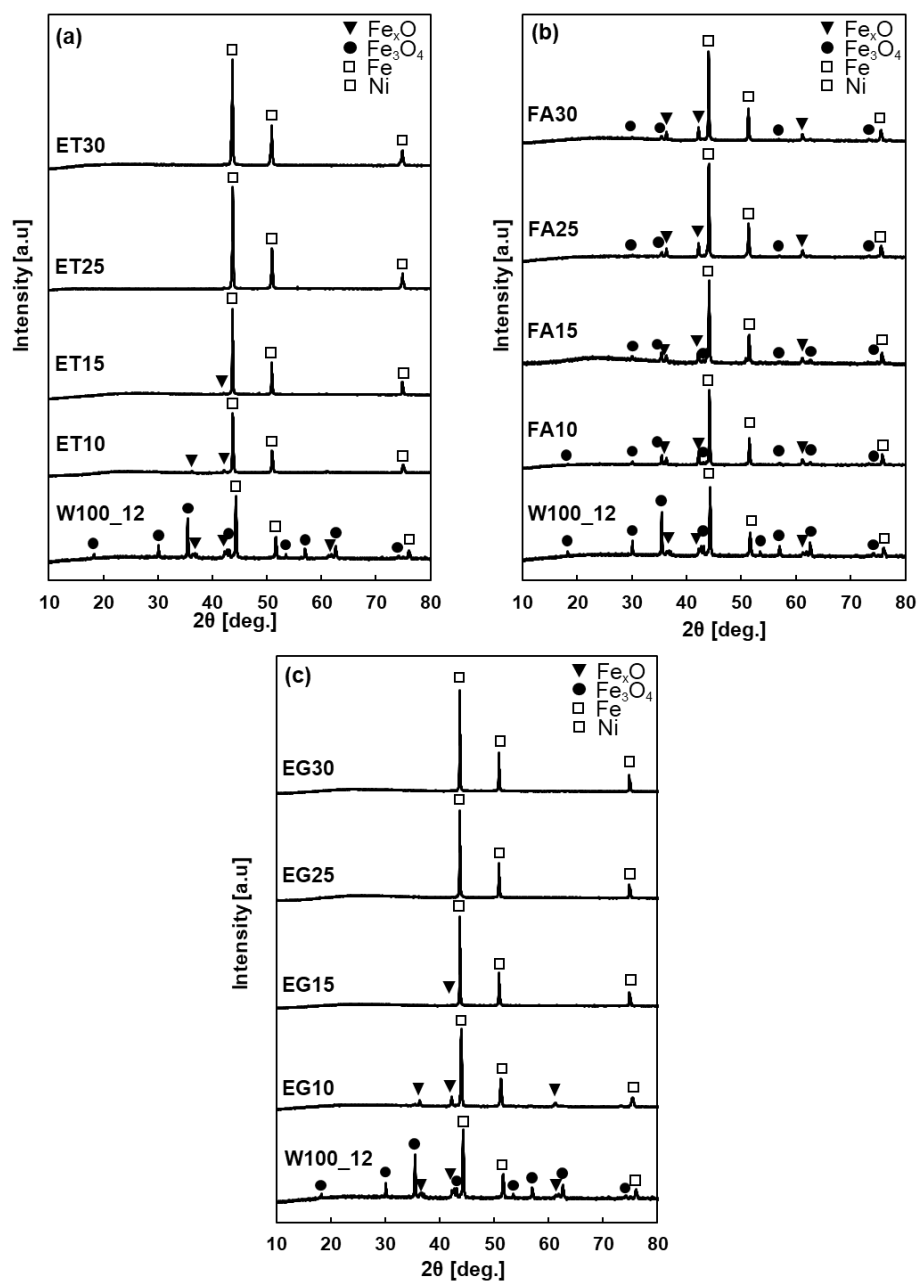 (a)
▼ FeₓO
● Fe₃O₄
□ Fe
□ Ni
ET30
ET25
ET15
ET10
W100_12
Intensity [a.u]
10 20 30 40 50 60 70 80
2θ [deg.]
(b)
▼ FeₓO
● Fe₃O₄
□ Fe
□ Ni
FA30
FA25
FA15
FA10
W100_12
Intensity [a.u]
10 20 30 40 50 60 70 80
2θ [deg.]
(c)
▼ FeₓO
● Fe₃O₄
□ Fe
□ Ni
EG30
EG25
EG15
EG10
W100_12
Intensity [a.u]
10 20 30 40 50 60 70 80
2θ [deg.]